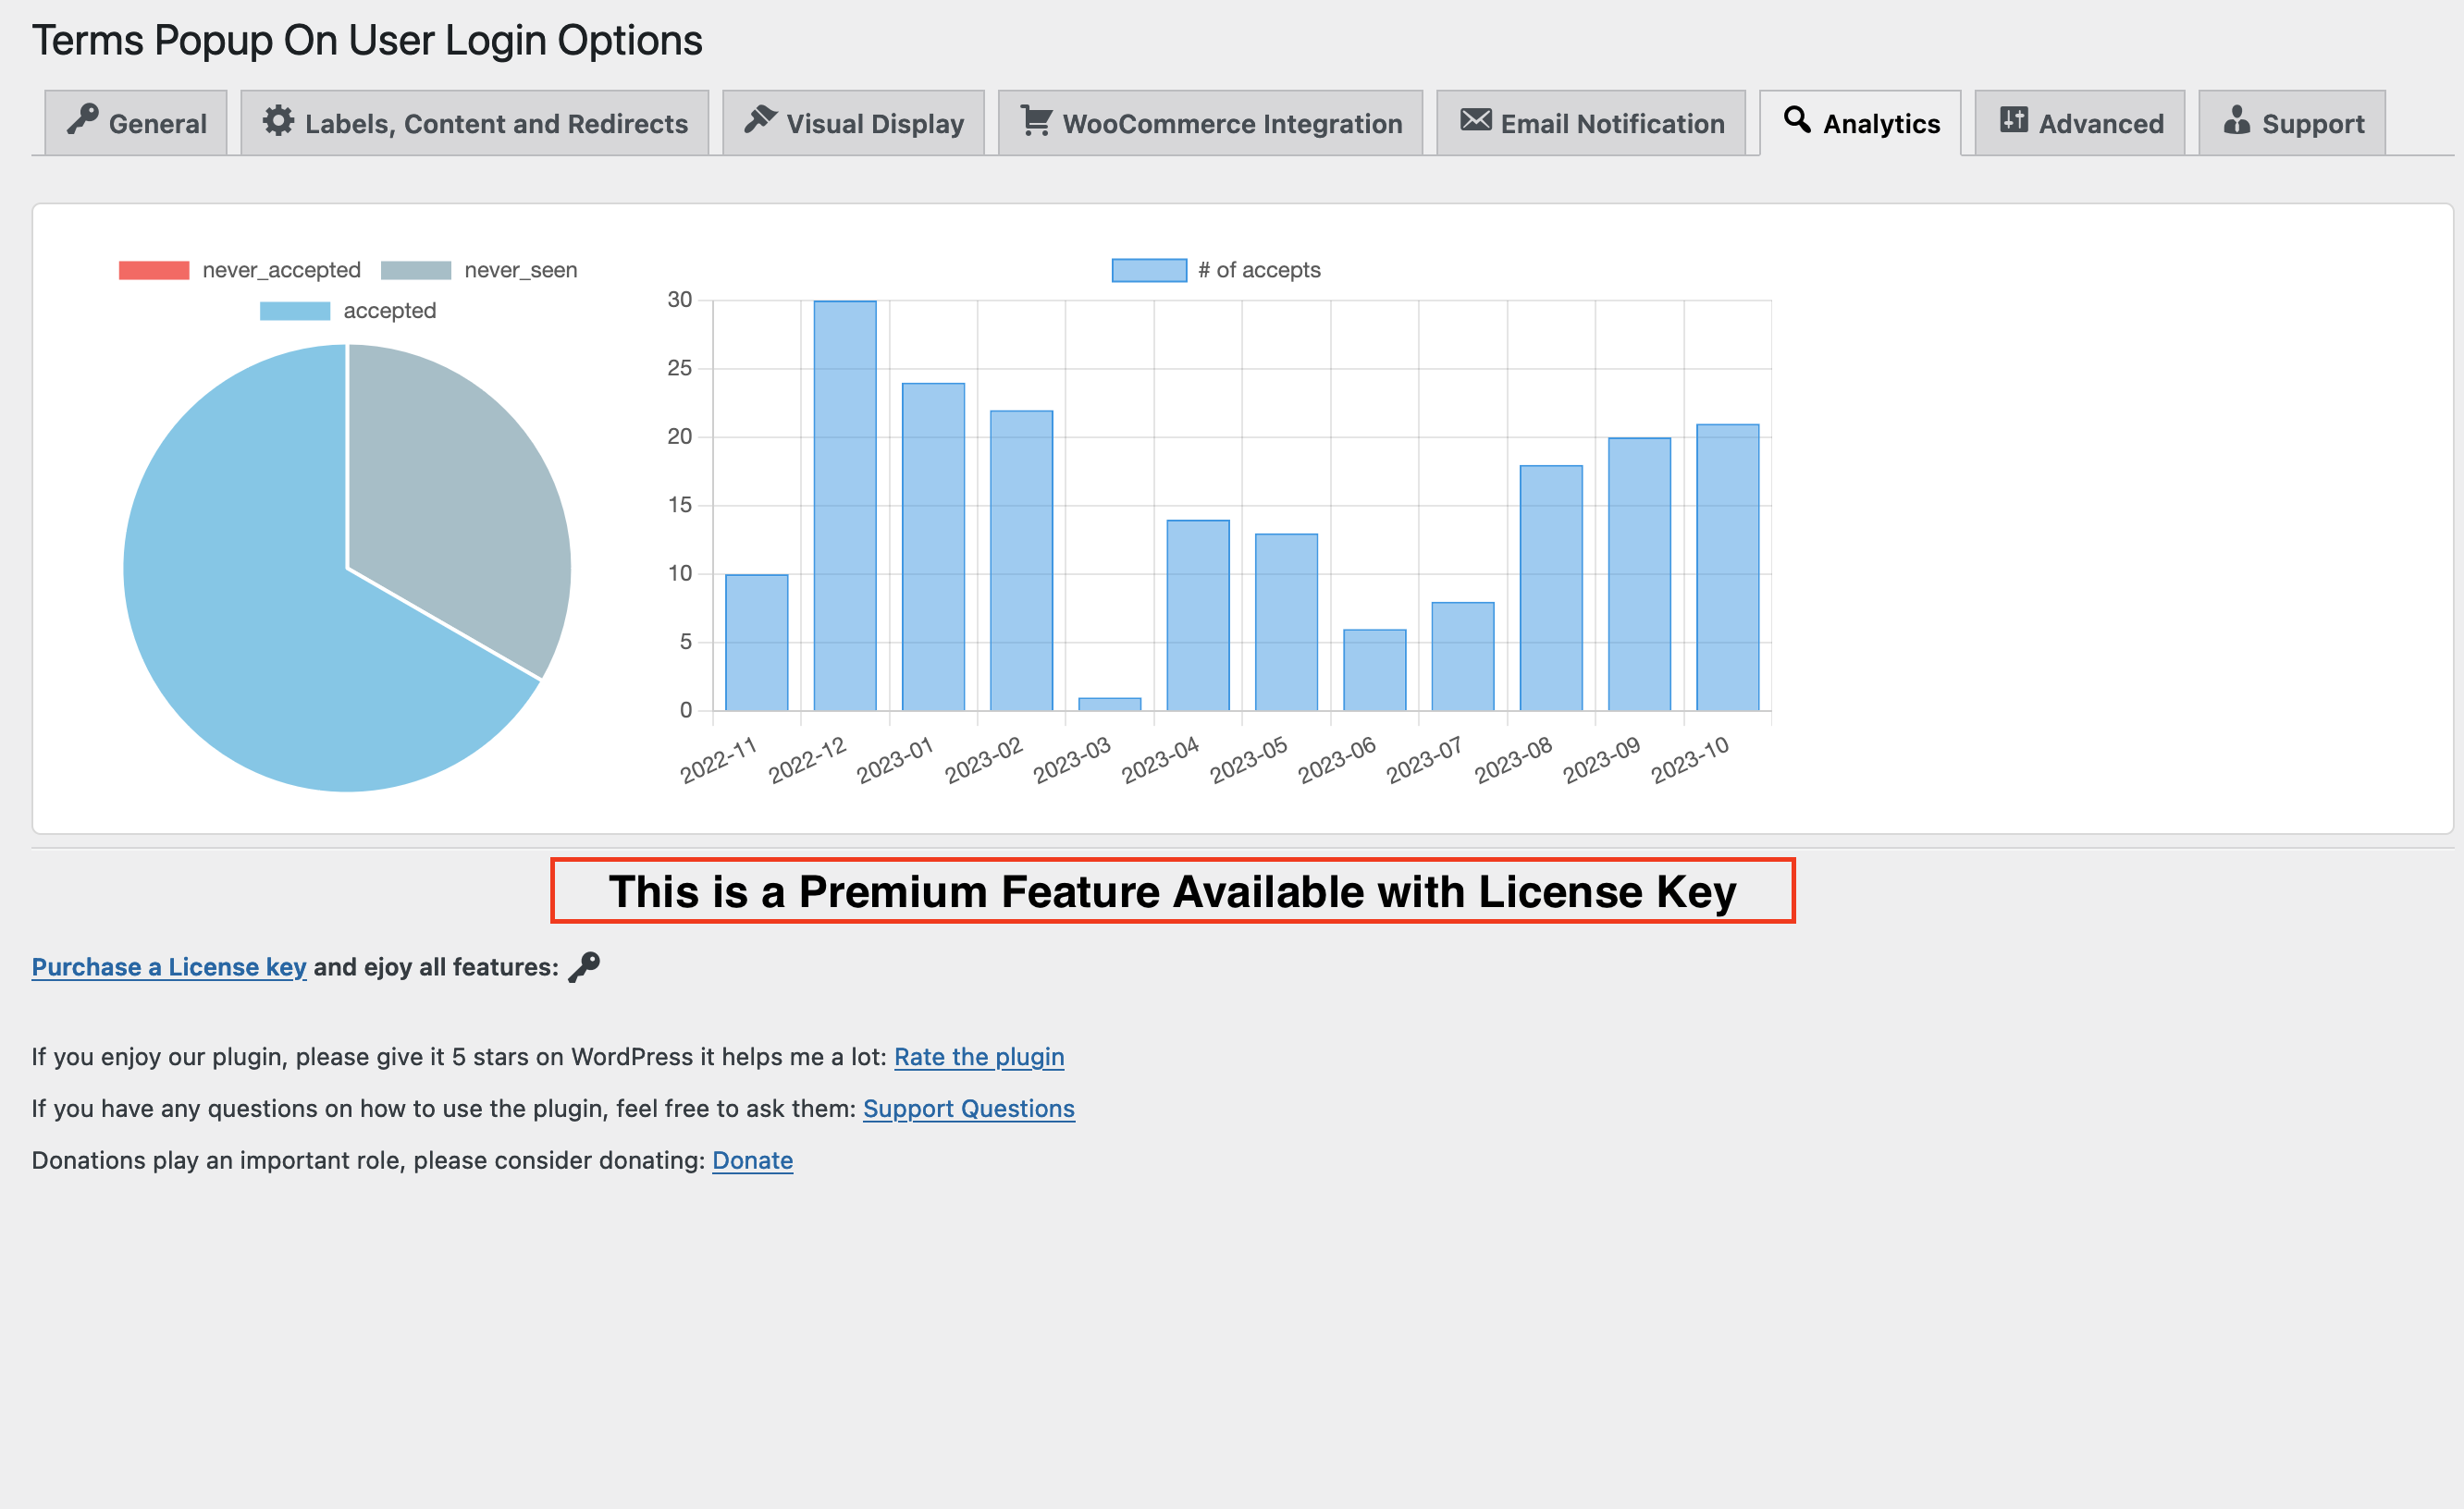 Terms Popup On User Login Options
General
Labels, Content and Redirects
Visual Display
WooCommerce Integration
Email Notification
Analytics
Advanced
Support
never_accepted
never_seen
accepted
# of accepts
30
25
20
15
10
5
0
2022-11
2022-12
2023-01
2023-02
2023-03
2023-04
2023-05
2023-06
2023-07
2023-08
2023-09
2023-10
This is a Premium Feature Available with License Key
Purchase a License key and ejoy all features:
If you enjoy our plugin, please give it 5 stars on WordPress it helps me a lot: Rate the plugin
If you have any questions on how to use the plugin, feel free to ask them: Support Questions
Donations play an important role, please consider donating: Donate